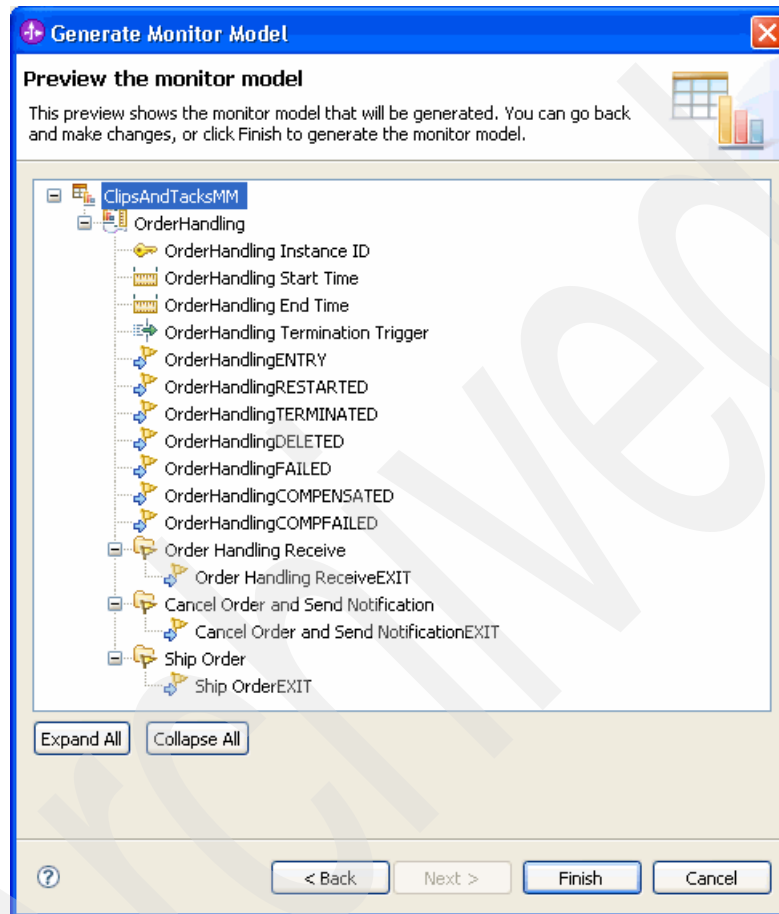 Generate Monitor Model
Preview the monitor model
This preview shows the monitor model that will be generated. You can go back
and make changes, or click Finish to generate the monitor model.
ClipsAndTacksMM
OrderHandling
OrderHandling Instance ID
OrderHandling Start Time
OrderHandling End Time
OrderHandling Termination Trigger
OrderHandlingENTRY
OrderHandlingRESTARTED
OrderHandlingTERMINATED
OrderHandlingDELETED
OrderHandlingFAILED
OrderHandlingCOMPENSATED
OrderHandlingCOMPFAILED
Order Handling Receive
Order Handling ReceiveEXIT
Cancel Order and Send Notification
Cancel Order and Send NotificationEXIT
Ship Order
Ship OrderEXIT
Expand All Collapse All
? < Back Next > Finish Cancel
Archived